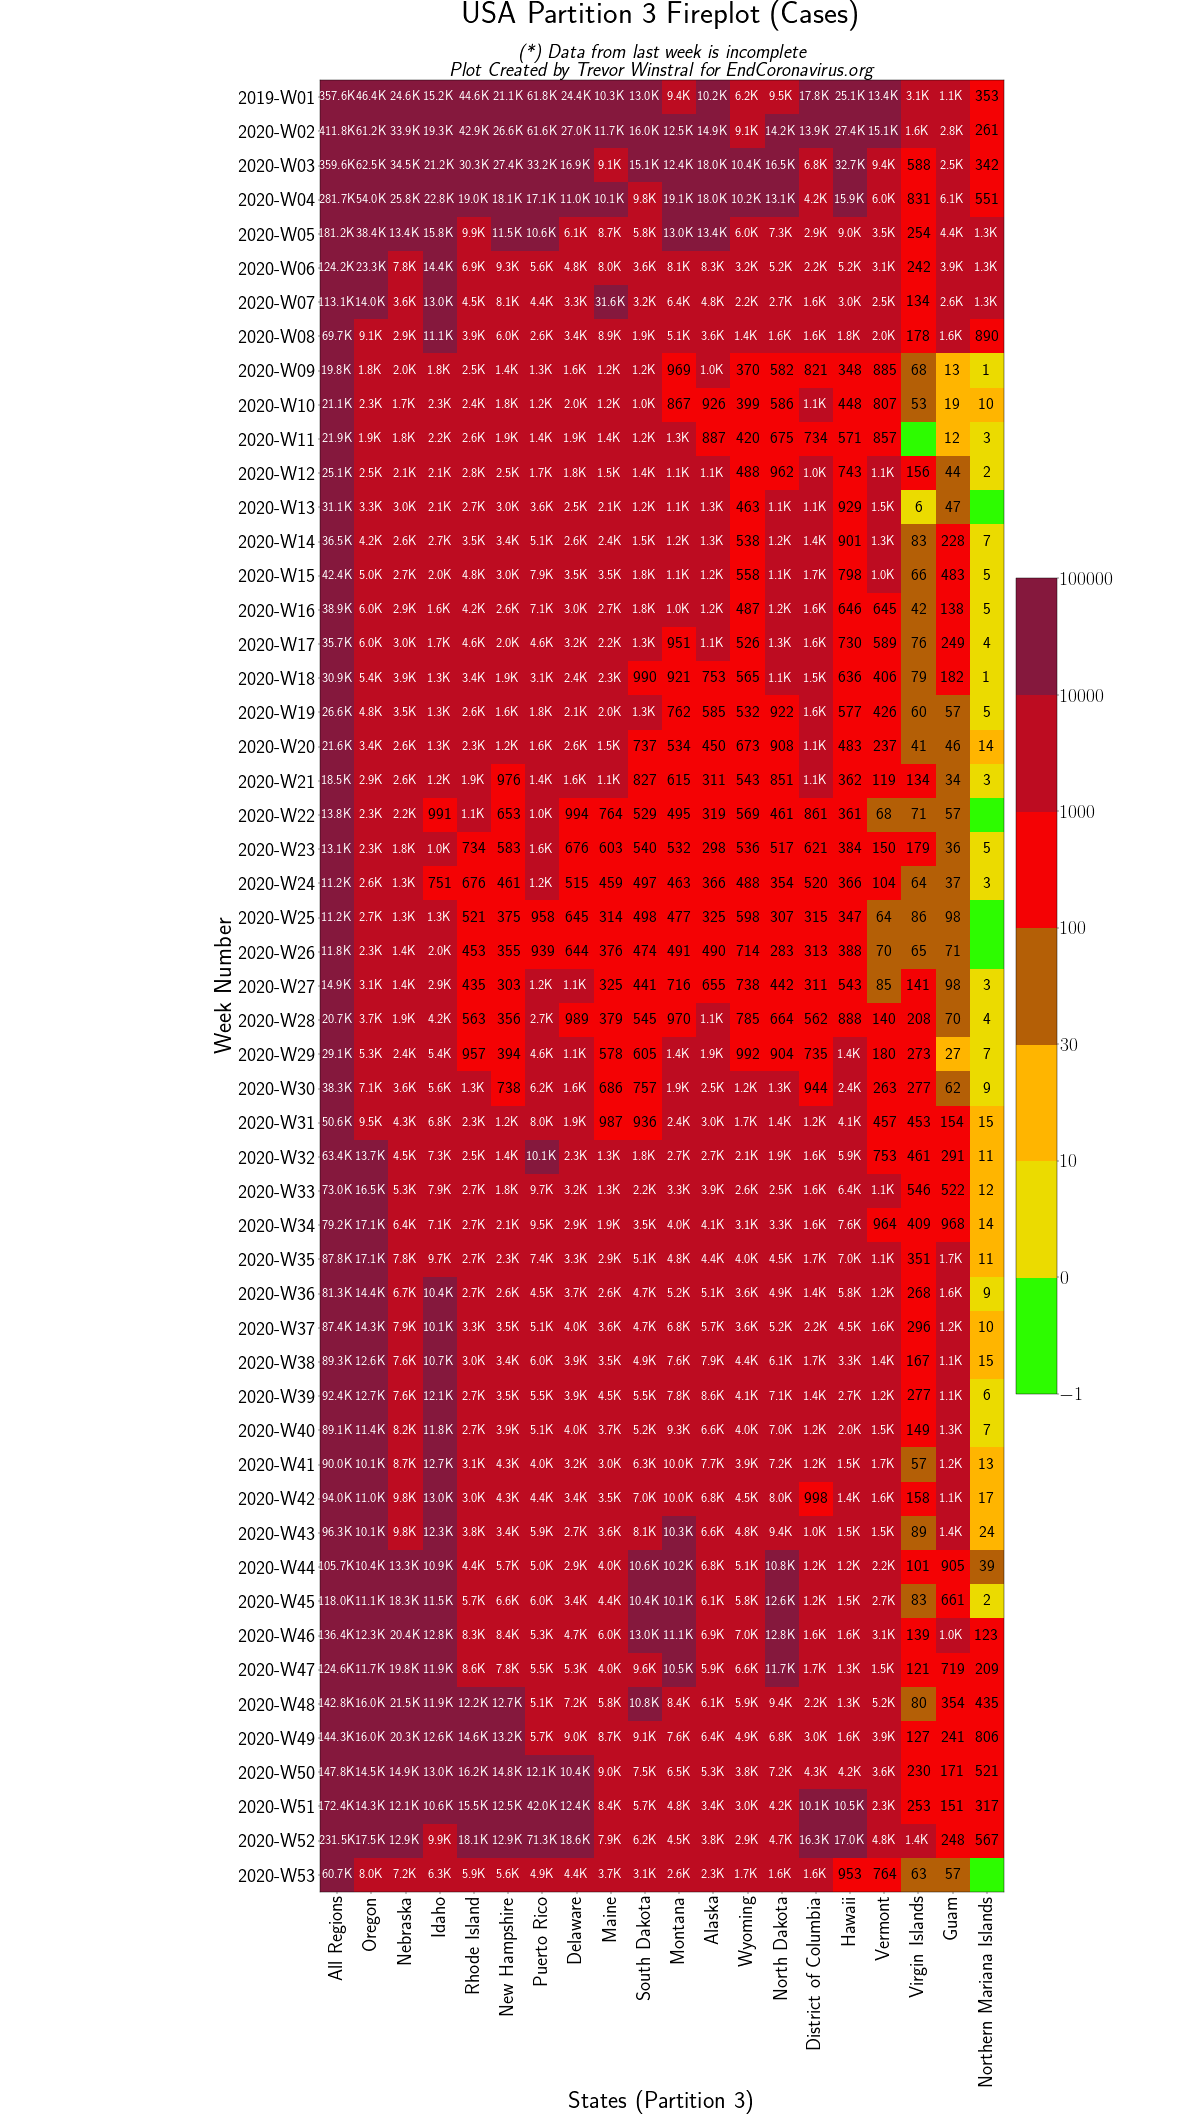 USA Partition 3 Fireplot (Cases)
(*) Data from last week is incomplete
Plot Created by Trevor Winstral for EndCoronavirus.org
2019-W01 357.6K 46.4K 24.6K 15.2K 44.6K 21.1K 61.8K 24.4K 10.3K 13.0K 9.4K 10.2K 6.2K 9.5K 17.8K 25.1K 13.4K 3.1K 1.1K 353
2020-W02 411.8K 61.2K 33.9K 19.3K 42.9K 26.6K 61.6K 27.0K 11.7K 16.0K 12.5K 14.9K 9.1K 14.2K 13.9K 27.4K 15.1K 1.6K 2.8K 261
2020-W03 359.6K 62.5K 34.5K 21.2K 30.3K 27.4K 33.2K 16.9K 9.1K 15.1K 12.4K 18.0K 10.4K 16.5K 6.8K 32.7K 9.4K 588 2.5K 342
2020-W04 281.7K 54.0K 25.8K 22.8K 19.0K 18.1K 17.1K 11.0K 10.1K 9.8K 19.1K 18.0K 10.2K 13.1K 4.2K 15.9K 6.0K 831 6.1K 551
2020-W05 181.2K 38.4K 13.4K 15.8K 9.9K 11.5K 10.6K 6.1K 8.7K 5.8K 13.0K 13.4K 6.0K 7.3K 2.9K 9.0K 3.5K 254 4.4K 1.3K
2020-W06 124.2K 23.3K 7.8K 14.4K 6.9K 9.3K 5.6K 4.8K 8.0K 3.6K 8.1K 8.3K 3.2K 5.2K 2.2K 5.2K 3.1K 242 3.9K 1.3K
2020-W07 113.1K 14.0K 3.6K 13.0K 4.5K 8.1K 4.4K 3.3K 31.6K 3.2K 6.4K 4.8K 2.2K 2.7K 1.6K 3.0K 2.5K 134 2.6K 1.3K
2020-W08 69.7K 9.1K 2.9K 11.1K 3.9K 6.0K 2.6K 3.4K 8.9K 1.9K 5.1K 3.6K 1.4K 1.6K 1.6K 1.8K 2.0K 178 1.6K 890
2020-W09 19.8K 1.8K 2.0K 1.8K 2.5K 1.4K 1.3K 1.6K 1.2K 1.2K 969 1.0K 370 582 821 348 885 68 13 1
2020-W10 21.1K 2.3K 1.7K 2.3K 2.4K 1.8K 1.2K 2.0K 1.2K 1.0K 867 926 399 586 1.1K 448 807 53 19 10
2020-W11 21.9K 1.9K 1.8K 2.2K 2.6K 1.9K 1.4K 1.9K 1.4K 1.2K 1.3K 887 420 675 734 571 857 12 3
2020-W12 25.1K 2.5K 2.1K 2.1K 2.8K 2.5K 1.7K 1.8K 1.5K 1.4K 1.1K 1.1K 488 962 1.0K 743 1.1K 156 44 2
2020-W13 31.1K 3.3K 3.0K 2.1K 2.7K 3.0K 3.6K 2.5K 2.1K 1.2K 1.1K 1.3K 463 1.1K 1.1K 929 1.5K 6 47
2020-W14 36.5K 4.2K 2.6K 2.7K 3.5K 3.4K 5.1K 2.6K 2.4K 1.5K 1.2K 1.3K 538 1.2K 1.4K 901 1.3K 83 228 7
2020-W15 42.4K 5.0K 2.7K 2.0K 4.8K 3.0K 7.9K 3.5K 3.5K 1.8K 1.1K 1.2K 558 1.1K 1.7K 798 1.0K 66 483 5
2020-W16 38.9K 6.0K 2.9K 1.6K 4.2K 2.6K 7.1K 3.0K 2.7K 1.8K 1.0K 1.2K 487 1.2K 1.6K 646 645 42 138 5
2020-W17 35.7K 6.0K 3.0K 1.7K 4.6K 2.0K 4.6K 3.2K 2.2K 1.3K 951 1.1K 526 1.3K 1.6K 730 589 76 249 4
2020-W18 30.9K 5.4K 3.9K 1.3K 3.4K 1.9K 3.1K 2.4K 2.3K 990 921 753 565 1.1K 1.5K 636 406 79 182 1
2020-W19 26.6K 4.8K 3.5K 1.3K 2.6K 1.6K 1.8K 2.1K 2.0K 1.3K 762 585 532 922 1.6K 577 426 60 57 5
2020-W20 21.6K 3.4K 2.6K 1.3K 2.3K 1.2K 1.6K 2.6K 1.5K 737 534 450 673 908 1.1K 483 237 41 46 14
2020-W21 18.5K 2.9K 2.6K 1.2K 1.9K 976 1.4K 1.6K 1.1K 827 615 311 543 851 1.1K 362 119 134 34 3
2020-W22 13.8K 2.3K 2.2K 991 1.1K 653 1.0K 994 764 529 495 319 569 461 861 361 68 71 57
2020-W23 13.1K 2.3K 1.8K 1.0K 734 583 1.6K 676 603 540 532 298 536 517 621 384 150 179 36 5
2020-W24 11.2K 2.6K 1.3K 751 676 461 1.2K 515 459 497 463 366 488 354 520 366 104 64 37 3
2020-W25 11.2K 2.7K 1.3K 1.3K 521 375 958 645 314 498 477 325 598 307 315 347 64 86 98
2020-W26 11.8K 2.3K 1.4K 2.0K 453 355 939 644 376 474 491 490 714 283 313 388 70 65 71
2020-W27 14.9K 3.1K 1.4K 2.9K 435 303 1.2K 1.1K 325 441 716 655 738 442 311 543 85 141 98 3
2020-W28 20.7K 3.7K 1.9K 4.2K 563 356 2.7K 989 379 545 970 1.1K 785 664 562 888 140 208 70 4
2020-W29 29.1K 5.3K 2.4K 5.4K 957 394 4.6K 1.1K 578 605 1.4K 1.9K 992 904 735 1.4K 180 273 27 7
2020-W30 38.3K 7.1K 3.6K 5.6K 1.3K 738 6.2K 1.6K 686 757 1.9K 2.5K 1.2K 1.3K 944 2.4K 263 277 62 9
2020-W31 50.6K 9.5K 4.3K 6.8K 2.3K 1.2K 8.0K 1.9K 987 936 2.4K 3.0K 1.7K 1.4K 1.2K 4.1K 457 453 154 15
2020-W32 63.4K 13.7K 4.5K 7.3K 2.5K 1.4K 10.1K 2.3K 1.3K 1.8K 2.7K 2.7K 2.1K 1.9K 1.6K 5.9K 753 461 291 11
2020-W33 73.0K 16.5K 5.3K 7.9K 2.7K 1.8K 9.7K 3.2K 1.3K 2.2K 3.3K 3.9K 2.6K 2.5K 1.6K 6.4K 1.1K 546 522 12
2020-W34 79.2K 17.1K 6.4K 7.1K 2.7K 2.1K 9.5K 2.9K 1.9K 3.5K 4.0K 4.1K 3.1K 3.3K 1.6K 7.6K 964 409 968 14
2020-W35 87.8K 17.1K 7.8K 9.7K 2.7K 2.3K 7.4K 3.3K 2.9K 5.1K 4.8K 4.4K 4.0K 4.5K 1.7K 7.0K 1.1K 351 1.7K 11
2020-W36 81.3K 14.4K 6.7K 10.4K 2.7K 2.6K 4.5K 3.7K 2.6K 4.7K 5.2K 5.1K 3.6K 4.9K 1.4K 5.8K 1.2K 268 1.6K 9
2020-W37 87.4K 14.3K 7.9K 10.1K 3.3K 3.5K 5.1K 4.0K 3.6K 4.7K 6.8K 5.7K 3.6K 5.2K 2.2K 4.5K 1.6K 296 1.2K 10
2020-W38 89.3K 12.6K 7.6K 10.7K 3.0K 3.4K 6.0K 3.9K 3.5K 4.9K 7.6K 7.9K 4.4K 6.1K 1.7K 3.3K 1.4K 167 1.1K 15
2020-W39 92.4K 12.7K 7.6K 12.1K 2.7K 3.5K 5.5K 3.9K 4.5K 5.5K 7.8K 8.6K 4.1K 7.1K 1.4K 2.7K 1.2K 277 1.1K 6
2020-W40 89.1K 11.4K 8.2K 11.8K 2.7K 3.9K 5.1K 4.0K 3.7K 5.2K 9.3K 6.6K 4.0K 7.0K 1.2K 2.0K 1.5K 149 1.3K 7
2020-W41 90.0K 10.1K 8.7K 12.7K 3.1K 4.3K 4.0K 3.2K 3.0K 6.3K 10.0K 7.7K 3.9K 7.2K 1.2K 1.5K 1.7K 57 1.2K 13
2020-W42 94.0K 11.0K 9.8K 13.0K 3.0K 4.3K 4.4K 3.4K 3.5K 7.0K 10.0K 6.8K 4.5K 8.0K 998 1.4K 1.6K 158 1.1K 17
2020-W43 96.3K 10.1K 9.8K 12.3K 3.8K 3.4K 5.9K 2.7K 3.6K 8.1K 10.3K 6.6K 4.8K 9.4K 1.0K 1.5K 1.5K 89 1.4K 24
2020-W44 105.7K 10.4K 13.3K 10.9K 4.4K 5.7K 5.0K 2.9K 4.0K 10.6K 10.2K 6.8K 5.1K 10.8K 1.2K 1.2K 2.2K 101 905 39
2020-W45 118.0K 11.1K 18.3K 11.5K 5.7K 6.6K 6.0K 3.4K 4.4K 10.4K 10.1K 6.1K 5.8K 12.6K 1.2K 1.5K 2.7K 83 661 2
2020-W46 136.4K 12.3K 20.4K 12.8K 8.3K 8.4K 5.3K 4.7K 6.0K 13.0K 11.1K 6.9K 7.0K 12.8K 1.6K 1.6K 3.1K 139 1.0K 123
2020-W47 124.6K 11.7K 19.8K 11.9K 8.6K 7.8K 5.5K 5.3K 4.0K 9.6K 10.5K 5.9K 6.6K 11.7K 1.7K 1.3K 1.5K 121 719 209
2020-W48 142.8K 16.0K 21.5K 11.9K 12.2K 12.7K 5.1K 7.2K 5.8K 10.8K 8.4K 6.1K 5.9K 9.4K 2.2K 1.3K 5.2K 80 354 435
2020-W49 144.3K 16.0K 20.3K 12.6K 14.6K 13.2K 5.7K 9.0K 8.7K 9.1K 7.6K 6.4K 4.9K 6.8K 3.0K 1.6K 3.9K 127 241 806
2020-W50 147.8K 14.5K 14.9K 13.0K 16.2K 14.8K 12.1K 10.4K 9.0K 7.5K 6.5K 5.3K 3.8K 7.2K 4.3K 4.2K 3.6K 230 171 521
2020-W51 172.4K 14.3K 12.1K 10.6K 15.5K 12.5K 42.0K 12.4K 8.4K 5.7K 4.8K 3.4K 3.0K 4.2K 10.1K 10.5K 2.3K 253 151 317
2020-W52 231.5K 17.5K 12.9K 9.9K 18.1K 12.9K 71.3K 18.6K 7.9K 6.2K 4.5K 3.8K 2.9K 4.7K 16.3K 17.0K 4.8K 1.4K 248 567
2020-W53 60.7K 8.0K 7.2K 6.3K 5.9K 5.6K 4.9K 4.4K 3.7K 3.1K 2.6K 2.3K 1.7K 1.6K 1.6K 953 764 63 57
Week Number
100000
10000
1000
100
30
10
0
−1
All Regions
Oregon
Nebraska
Idaho
Rhode Island
New Hampshire
Puerto Rico
Delaware
Maine
South Dakota
Montana
Alaska
Wyoming
North Dakota
District of Columbia
Hawaii
Vermont
Virgin Islands
Guam
Northern Mariana Islands
States (Partition 3)